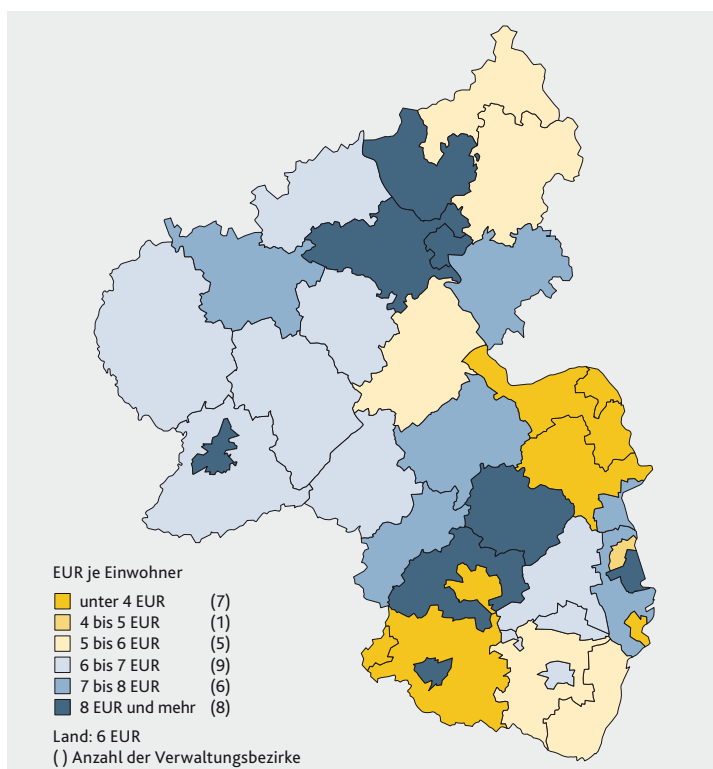 EUR je Einwohner
unter 4 EUR (7)
4 bis 5 EUR (1)
5 bis 6 EUR (5)
6 bis 7 EUR (9)
7 bis 8 EUR (6)
8 EUR und mehr (8)
Land: 6 EUR
( ) Anzahl der Verwaltungsbezirke